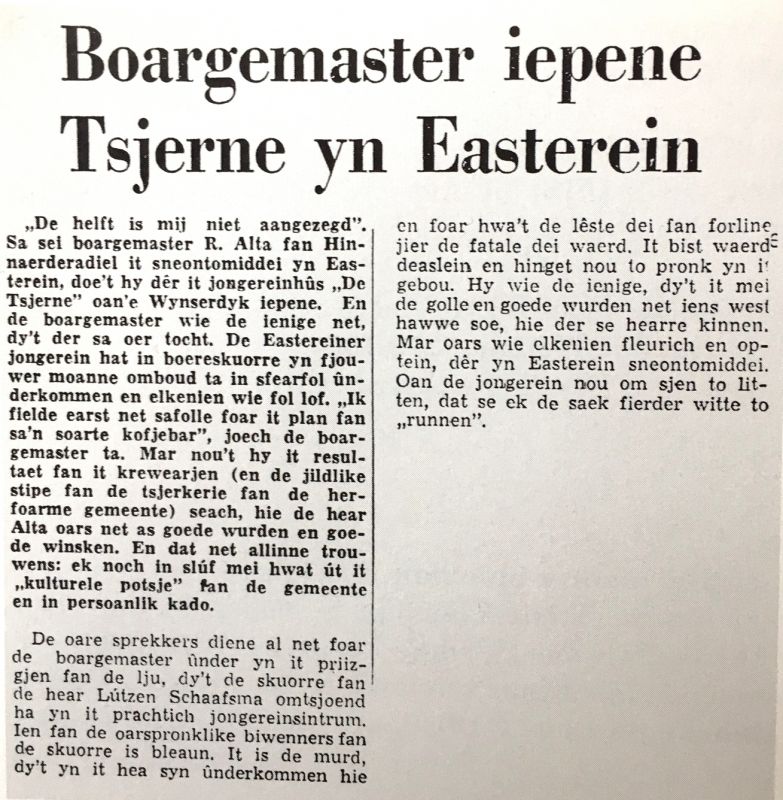 Boargemaster iepene
Tsjerne yn Easterein
„De helft is mij niet aangezegd”.
Sa sei boargemaster R. Alta fan Hin-
naerderadiel it sneontomiddei yn Eas-
terein, doe't hy dêr it jongereinhûs „De
Tsjerne” oan'e Wynserdyk iepene. En
de boargemaster wie de ienige net,
dy't der sa oer tocht. De Eastereiner
jongerein hat in boereskuorre yn fjou-
wer moanne omboud ta in sfearfol ûn-
derkommen en elkenien wie fol lof. „Ik
fielde earst net safolle foar it plan fan
sa'n soarte kofjebar”, joech de boar-
gemaster ta. Mar nou't hy it resul-
taet fan it krewearjen (en de jildlike
stipe fan de tsjerkerie fan de her-
foarme gemeente) seach, hie de hear
Alta oars net as goede wurden en goe-
de winsken. En dat net allinne trou-
wens: ek noch in slúf mei hwat út it
„kulturele potsje” fan de gemeente
en in persoanlik kado.
De oare sprekkers diene al net foar
de boargemaster ûnder yn it priiz-
gjen fan de lju, dy't de skuorre fan
de hear Lútzen Schaafsma omtsjoend
ha yn it prachtich jongereinsintrum.
Ien fan de oarspronklike biwenners fan
de skuorre is bleaun. It is de murd,
dy't yn it hea syn ûnderkommen hie
en foar hwa't de lêste dei fan forline
jier de fatale dei waerd. It bist waerd
deaslein en hinget nou to pronk yn i'
gebou. Hy wie de ienige, dy't it mei
de golle en goede wurden net iens west
hawwe soe, hie der se hearre kinnen.
Mar oars wie elkenien fleurich en op-
tein, dêr yn Easterein sneontomiddei.
Oan de jongerein nou om sjen to lit-
ten, dat se ek de saek fierder witte to
„runnen”.